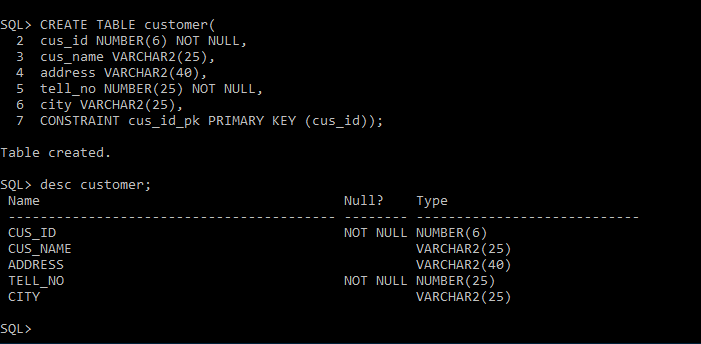 SQL> CREATE TABLE customer(
  2  cus_id NUMBER(6) NOT NULL,
  3  cus_name VARCHAR2(25),
  4  address VARCHAR2(40),
  5  tell_no NUMBER(25) NOT NULL,
  6  city VARCHAR2(25),
  7  CONSTRAINT cus_id_pk PRIMARY KEY (cus_id));
Table created.
SQL> desc customer;
 Name                                      Null?    Type
 ----------------------------------------- -------- ----------------------------
 CUS_ID                                    NOT NULL NUMBER(6)
 CUS_NAME                                           VARCHAR2(25)
 ADDRESS                                            VARCHAR2(40)
 TELL_NO                                   NOT NULL NUMBER(25)
 CITY                                               VARCHAR2(25)
SQL>